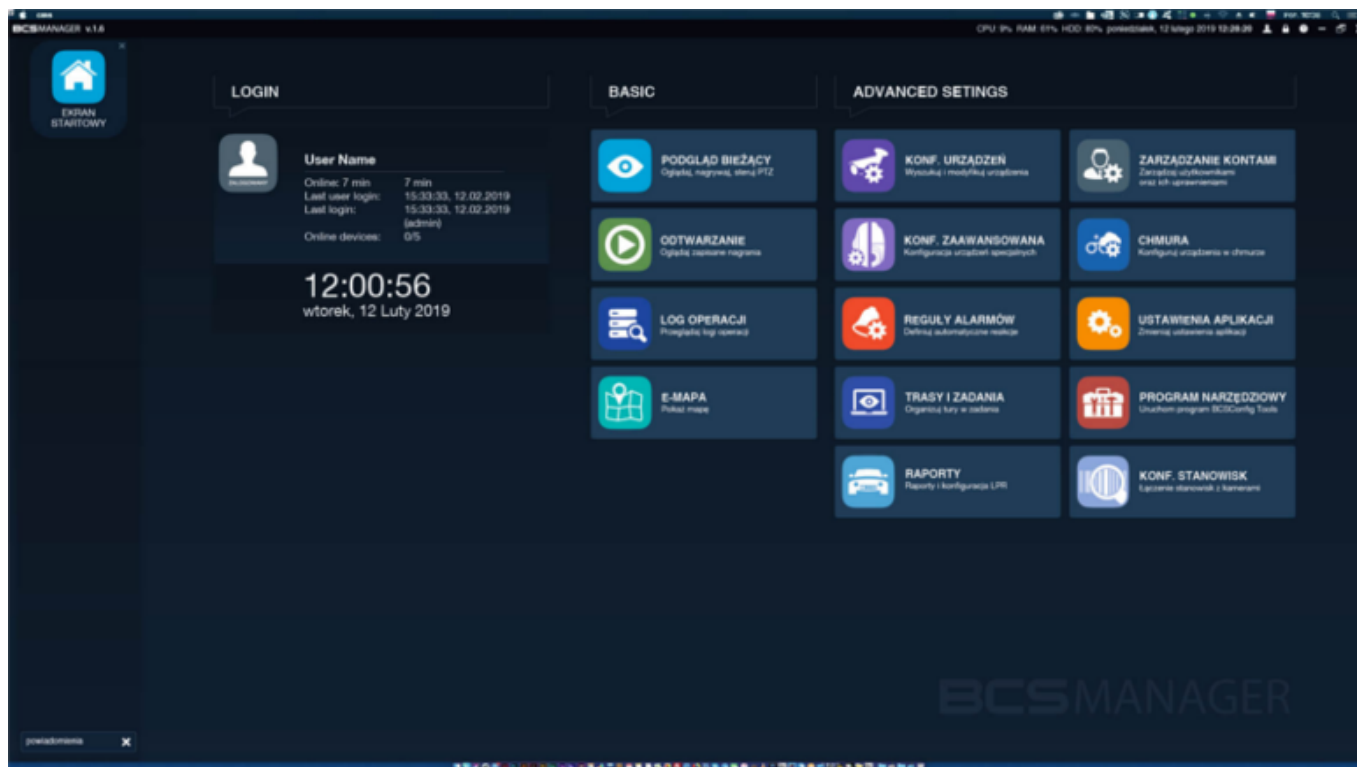 BCSMANAGER v.1.6
CPU: 9% RAM: 61% HDD: 80% poniedziałek, 12 lutego 2019 12:28:26
EKRAN
STARTOWY
LOGIN
User Name
Online: 7 min 7 min
Last user login: 15:33:33, 12.02.2019
Last login: 15:33:33, 12.02.2019
(admin)
Online devices: 0/5
12:00:56
wtorek, 12 Luty 2019
BASIC
PODGLĄD BIEŻĄCY
Oglądaj, nagrywaj, steruj PTZ
ODTWARZANIE
Oglądaj zapisane nagrania
LOG OPERACJI
Przeglądaj logi operacji
E-MAPA
Pokaż mapę
ADVANCED SETINGS
KONF. URZĄDZEŃ
Wyszukaj i modyfikuj urządzenia
ZARZĄDZANIE KONTAMI
Zarządzaj użytkownikami
oraz ich uprawnieniami
KONF. ZAAWANSOWANA
Konfiguracja urządzeń specjalnych
CHMURA
Konfiguruj urządzenia w chmurze
REGUŁY ALARMÓW
Definiuj automatyczne reakcje
USTAWIENIA APLIKACJI
Zmieniaj ustawienia aplikacji
TRASY I ZADANIA
Organizuj tury w zadania
PROGRAM NARZĘDZIOWY
Uruchom program BCSConfig Tools
RAPORTY
Raporty i konfiguracja LPR
KONF. STANOWISK
Łączenie stanowisk z kamerami
BCSMANAGER
powiadomienia